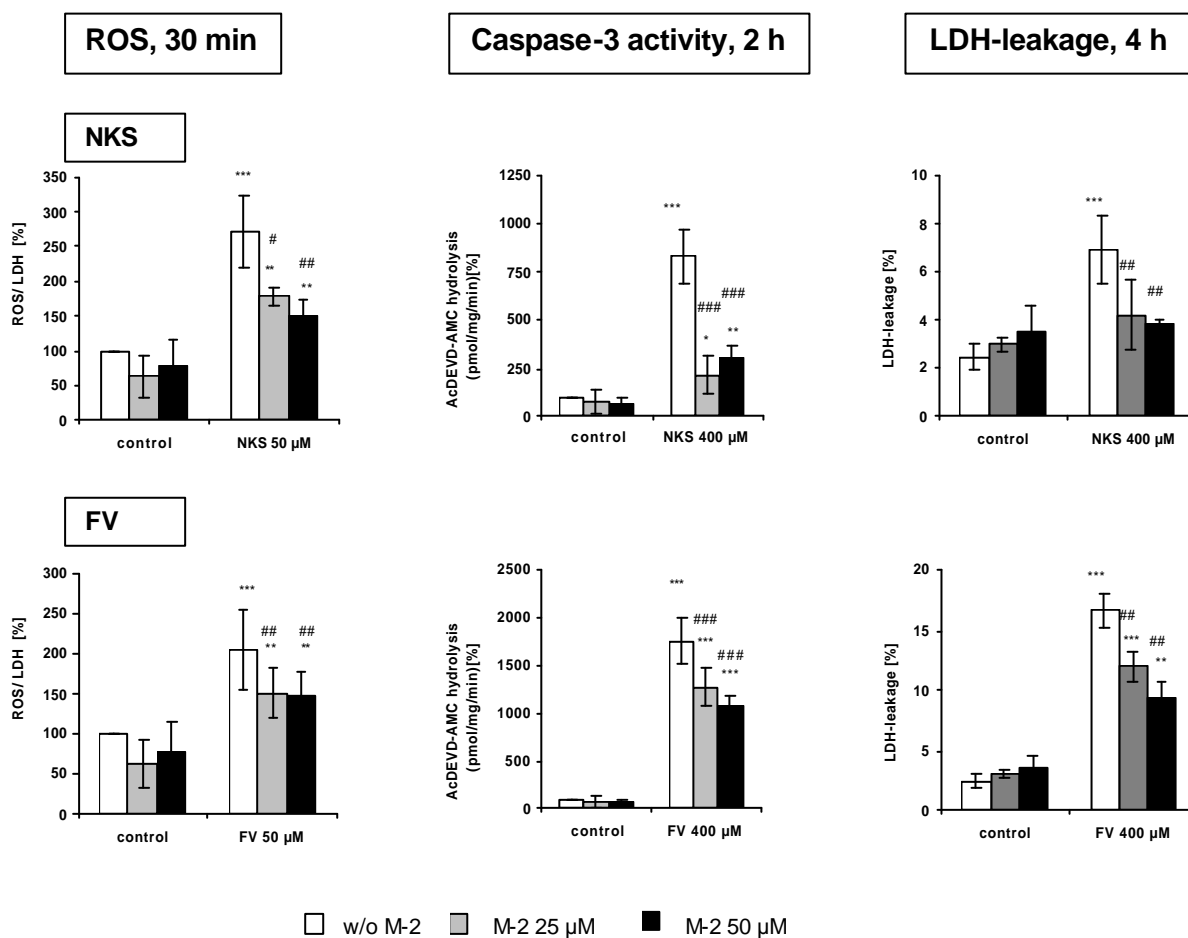 ROS, 30 min
Caspase-3 activity, 2 h
LDH-leakage, 4 h
NKS
ROS/ LDH [%]
350
300
250
200
150
100
50
0
***
#
**
##
**
control
NKS 50 µM
AcDEVD-AMC hydrolysis
(pmol/mg/min)[%]
1250
1000
750
500
250
0
***
###
*
###
**
control
NKS 400 µM
LDH-leakage [%]
10
8
6
4
2
0
***
##
##
control
NKS 400 µM
FV
ROS/ LDH [%]
300
250
200
150
100
50
0
***
##
**
##
**
control
FV 50 µM
AcDEVD-AMC hydrolysis
(pmol/mg/min)[%]
2500
2000
1500
1000
500
0
***
###
***
###
***
control
FV 400 µM
LDH-leakage [%]
20
15
10
5
0
***
##
***
##
**
control
FV 400 µM
w/o M-2
M-2 25 µM
M-2 50 µM